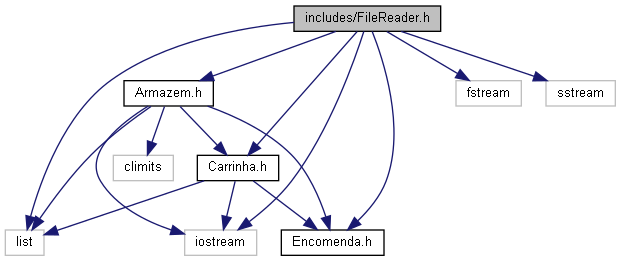 includes/FileReader.h
Armazem.h
fstream
sstream
climits
Carrinha.h
list
iostream
Encomenda.h